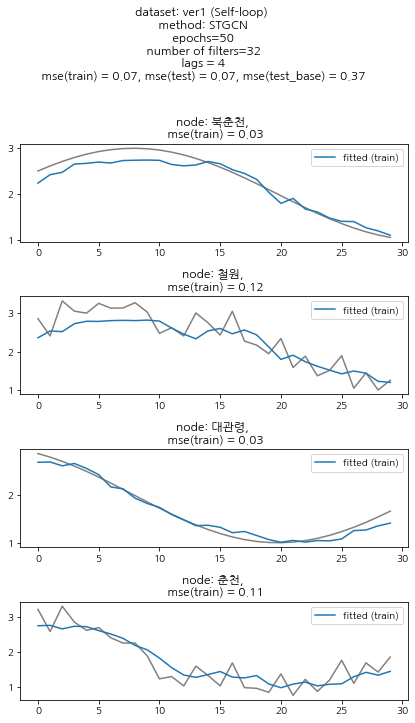 dataset: ver1 (Self-loop)
method: STGCN
epochs=50
number of filters=32
lags = 4
mse(train) = 0.07, mse(test) = 0.07, mse(test_base) = 0.37
node: 북춘천,
mse(train) = 0.03
fitted (train)
3
2
1
0 5 10 15 20 25 30
node: 철원,
mse(train) = 0.12
fitted (train)
3
2
1
0 5 10 15 20 25 30
node: 대관령,
mse(train) = 0.03
fitted (train)
2
1
0 5 10 15 20 25 30
node: 춘천,
mse(train) = 0.11
fitted (train)
3
2
1
0 5 10 15 20 25 30